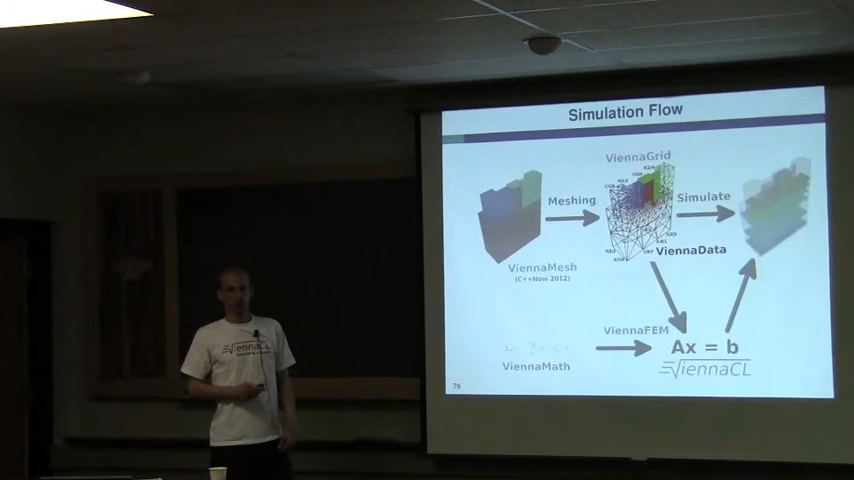 Simulation Flow
ViennaGrid
Meshing
Simulate
ViennaData
ViennaMesh
(C++Now 2012)
ViennaFEM
Ax = b
ViennaMath
ViennaCL
79
ViennaCL